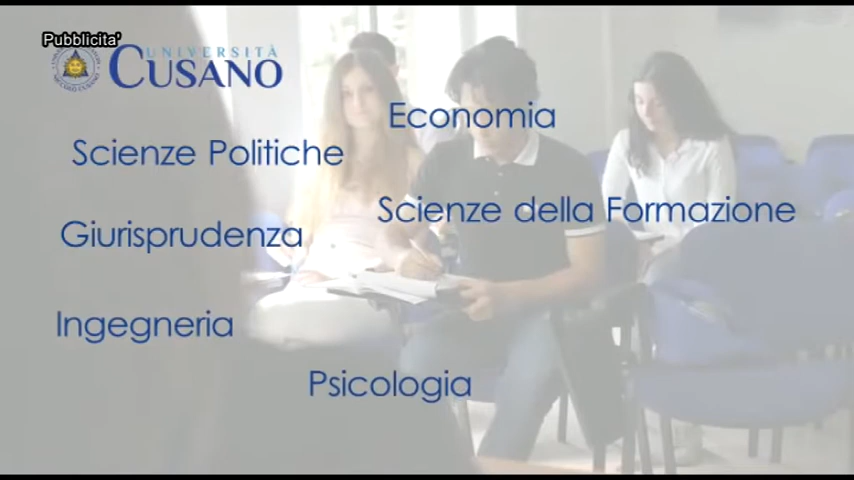 Pubblicita'
UNIVERSITÀ
CUSANO
Economia
Scienze Politiche
Scienze della Formazione
Giurisprudenza
Ingegneria
Psicologia